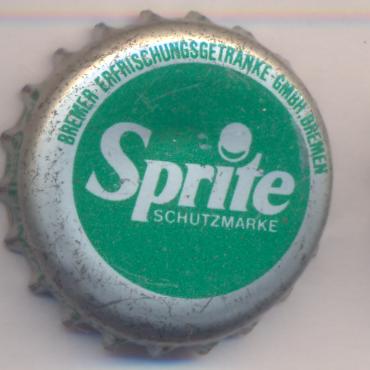 BREMER-ERFRISCHUNGSGETRÄNKE-GMBH, BREMEN
Sprite
SCHUTZMARKE